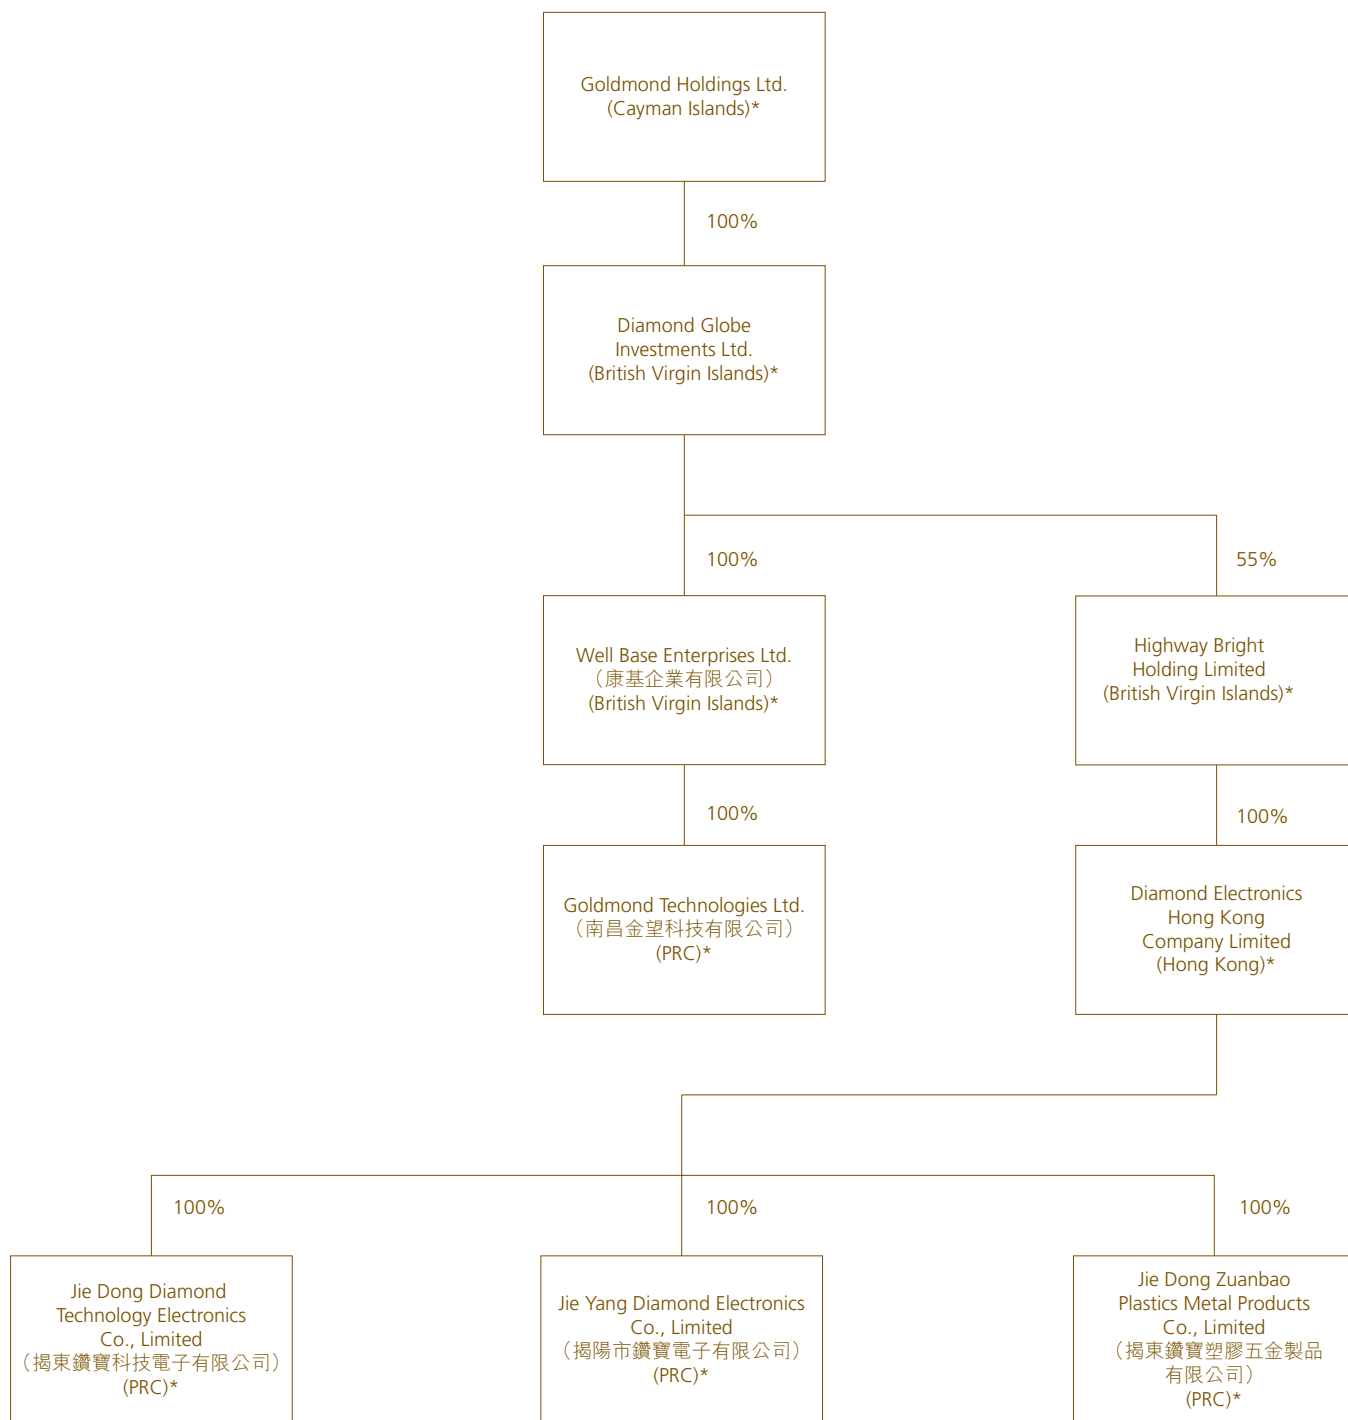 Goldmond Holdings Ltd.
(Cayman Islands)*
100%
Diamond Globe
Investments Ltd.
(British Virgin Islands)*
100%
55%
Well Base Enterprises Ltd.
（康基企業有限公司）
(British Virgin Islands)*
Highway Bright
Holding Limited
(British Virgin Islands)*
100%
100%
Goldmond Technologies Ltd.
（南昌金望科技有限公司）
(PRC)*
Diamond Electronics
Hong Kong
Company Limited
(Hong Kong)*
100%
100%
100%
Jie Dong Diamond
Technology Electronics
Co., Limited
（揭東鑽寶科技電子有限公司）
(PRC)*
Jie Yang Diamond Electronics
Co., Limited
（揭陽市鑽寶電子有限公司）
(PRC)*
Jie Dong Zuanbao
Plastics Metal Products
Co., Limited
（揭東鑽寶塑膠五金製品
有限公司）
(PRC)*